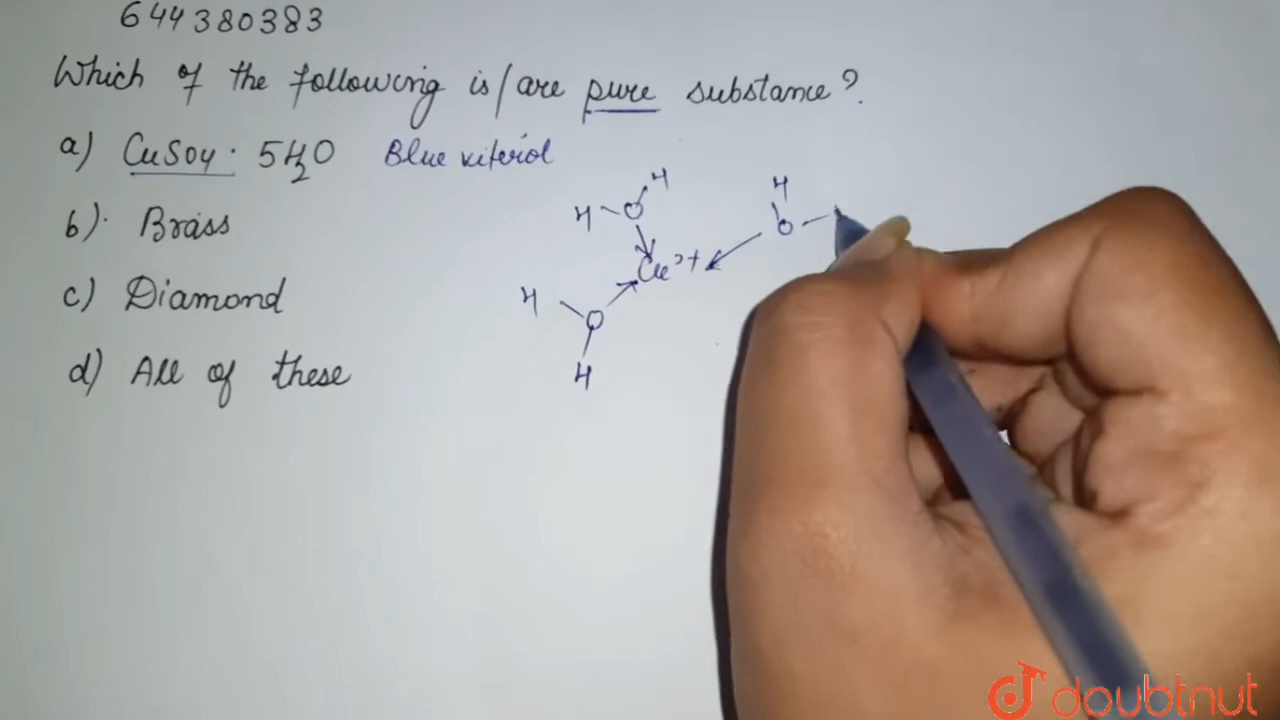 644380383
Which of the following is/are pure substance?
a) CuSO4 · 5H2O Blue viteriol
b) Brass
c) Diamond
d) All of these
H
H O
Cu2+
H O
H
H
O
doubtnut